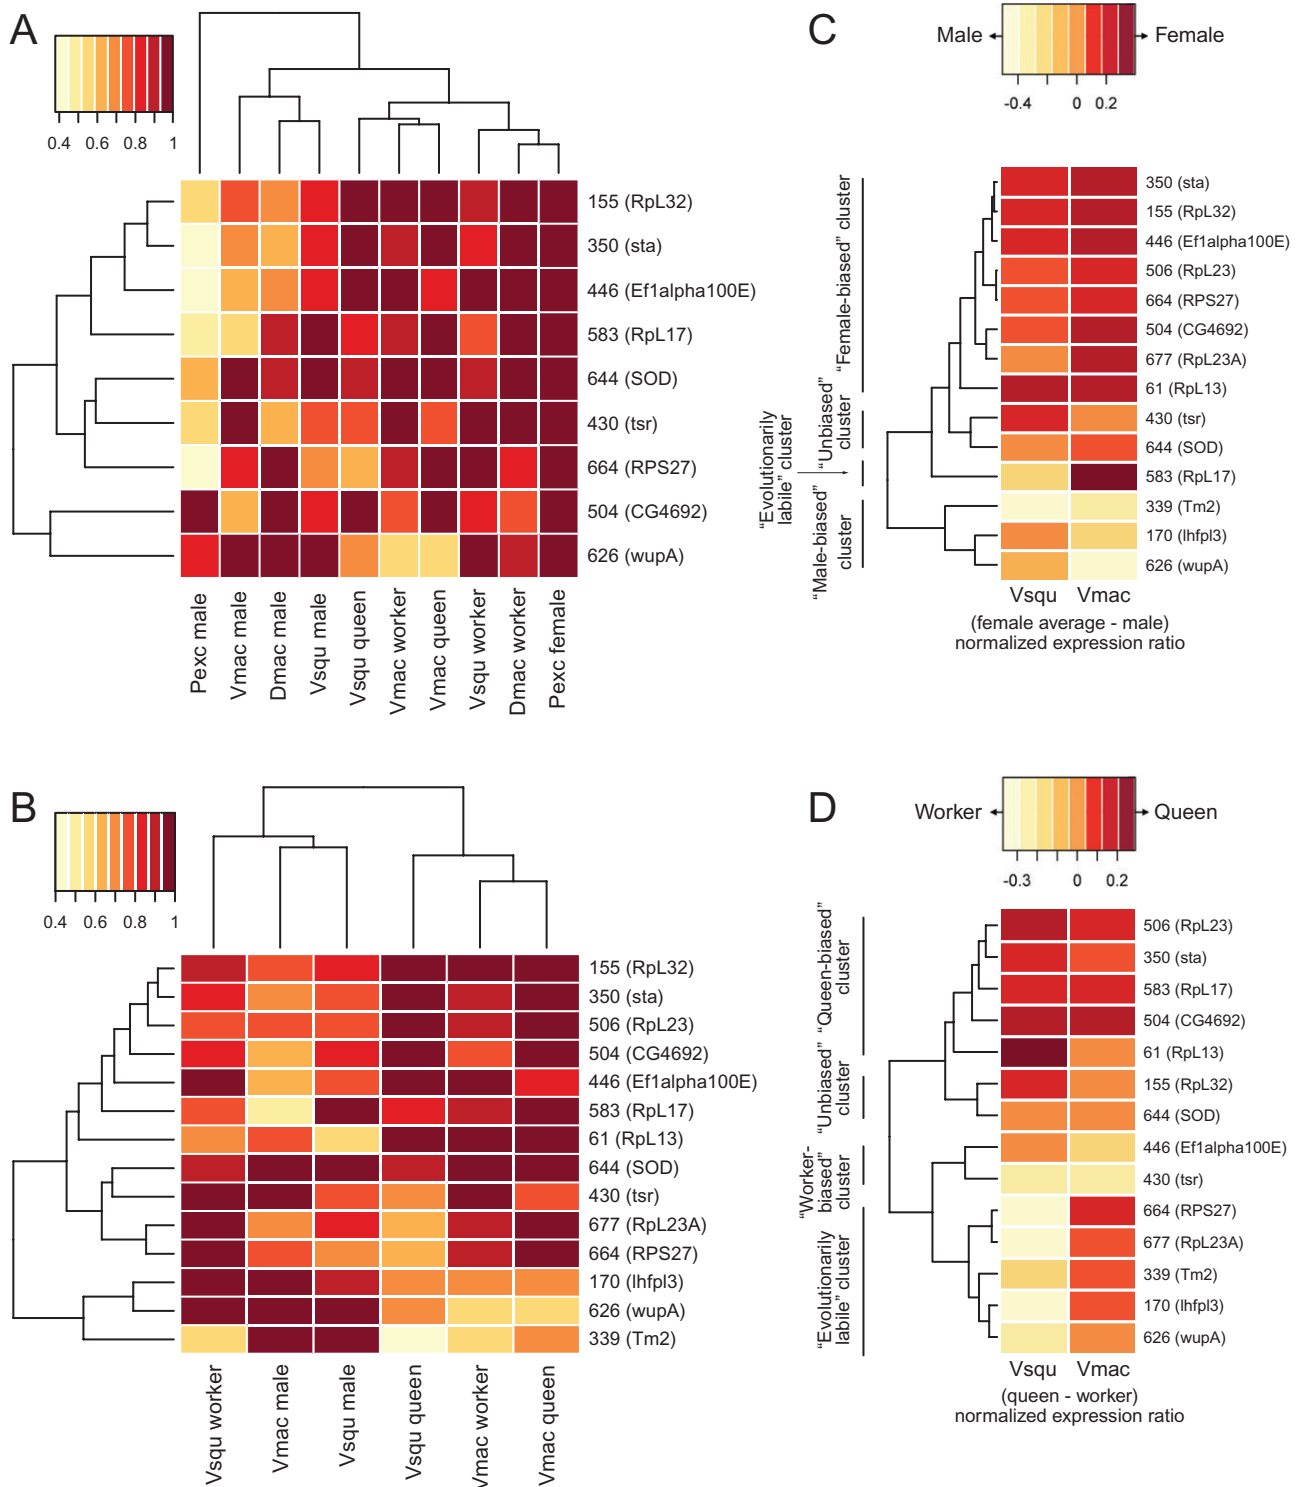 A
0.4 0.6 0.8 1
155 (RpL32)
350 (sta)
446 (Ef1alpha100E)
583 (RpL17)
644 (SOD)
430 (tsr)
664 (RPS27)
504 (CG4692)
626 (wupA)
Pexc male
Vmac male
Dmac male
Vsqu male
Vsqu queen
Vmac worker
Vmac queen
Vsqu worker
Dmac worker
Pexc female
C
Male
Female
-0.4 0 0.2
"Female-biased" cluster
"Unbiased"
cluster
"Evolutionarily
labile" cluster
"Male-biased"
cluster
350 (sta)
155 (RpL32)
446 (Ef1alpha100E)
506 (RpL23)
664 (RPS27)
504 (CG4692)
677 (RpL23A)
61 (RpL13)
430 (tsr)
644 (SOD)
583 (RpL17)
339 (Tm2)
170 (lhfpl3)
626 (wupA)
Vsqu Vmac
(female average - male)
normalized expression ratio
B
0.4 0.6 0.8 1
155 (RpL32)
350 (sta)
506 (RpL23)
504 (CG4692)
446 (Ef1alpha100E)
583 (RpL17)
61 (RpL13)
644 (SOD)
430 (tsr)
677 (RpL23A)
664 (RPS27)
170 (lhfpl3)
626 (wupA)
339 (Tm2)
Vsqu worker
Vmac male
Vsqu male
Vsqu queen
Vmac worker
Vmac queen
D
Worker
Queen
-0.3 0 0.2
"Queen-biased"
cluster
"Unbiased"
cluster
"Worker-
biased"
cluster
"Evolutionarily
labile" cluster
506 (RpL23)
350 (sta)
583 (RpL17)
504 (CG4692)
61 (RpL13)
155 (RpL32)
644 (SOD)
446 (Ef1alpha100E)
430 (tsr)
664 (RPS27)
677 (RpL23A)
339 (Tm2)
170 (lhfpl3)
626 (wupA)
Vsqu Vmac
(queen - worker)
normalized expression ratio